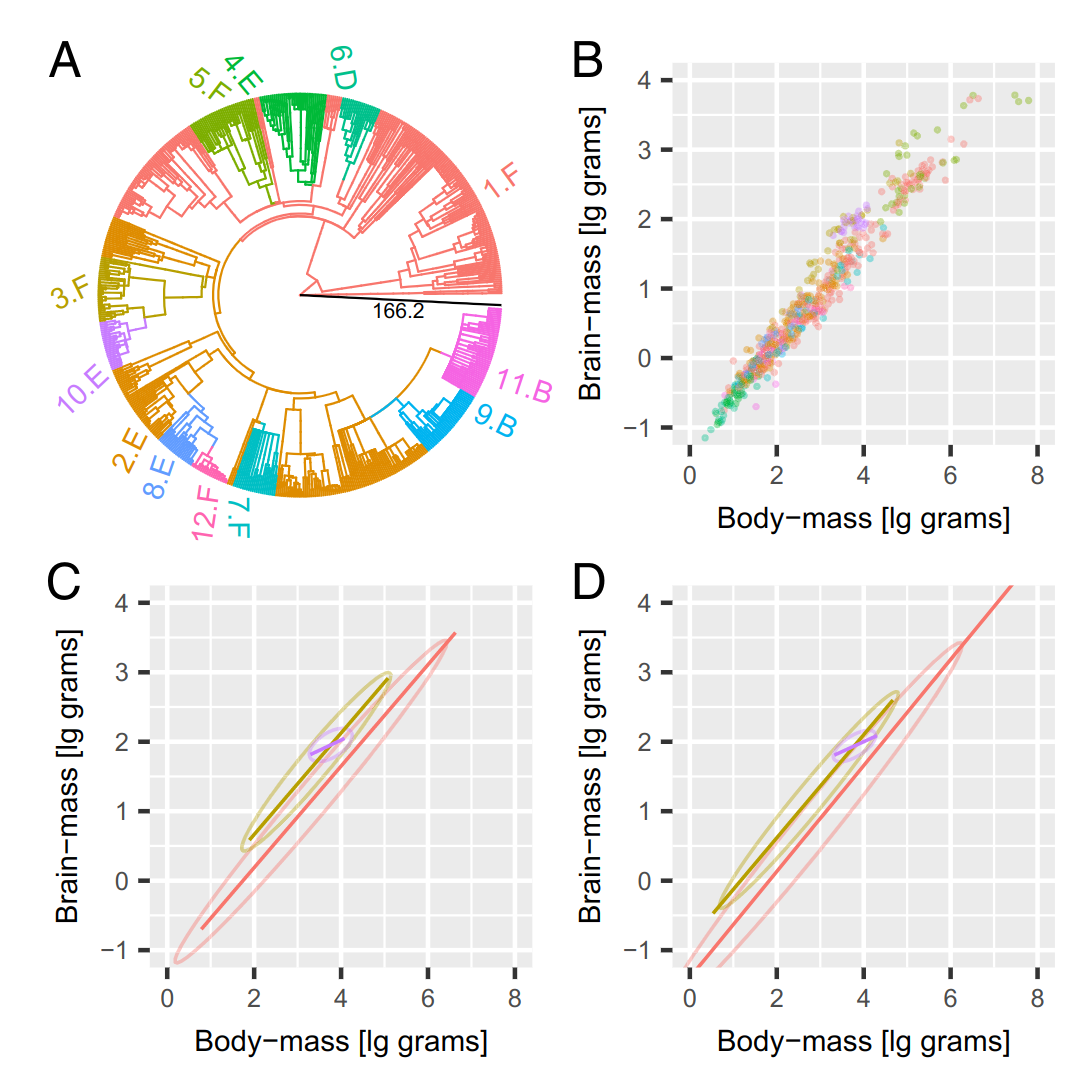 A
1.F
2.E
3.F
4.E
5.F
6.D
7.F
8.E
9.B
10.E
11.B
12.F
166.2
B
Brain−mass [lg grams]
4
3
2
1
0
−1
0 2 4 6 8
Body−mass [lg grams]
C
Brain−mass [lg grams]
4
3
2
1
0
−1
0 2 4 6 8
Body−mass [lg grams]
D
Brain−mass [lg grams]
4
3
2
1
0
−1
0 2 4 6 8
Body−mass [lg grams]